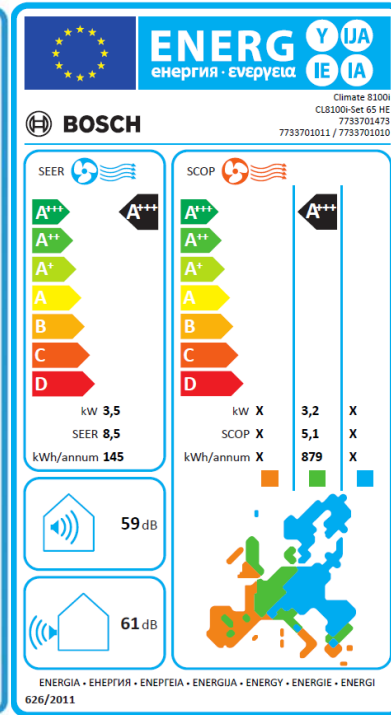 ENERG
енергия · ενεργεια
Y IJA
IE IA
BOSCH
Climate 8100i
CL8100i-Set 65 HE
7733701473
7733701011 / 7733701010
SEER
A+++
A+++
A++
A+
A
B
C
D
kW 3,5
SEER 8,5
kWh/annum 145
SCOP
A+++
A+++
A++
A+
A
B
C
D
kW X 3,2 X
SCOP X 5,1 X
kWh/annum X 879 X
59 dB
61 dB
ENERGIA • ЕНЕРГИЯ • ΕΝΕΡΓΕΙΑ • ENERGIJA • ENERGY • ENERGIE • ENERGI
626/2011